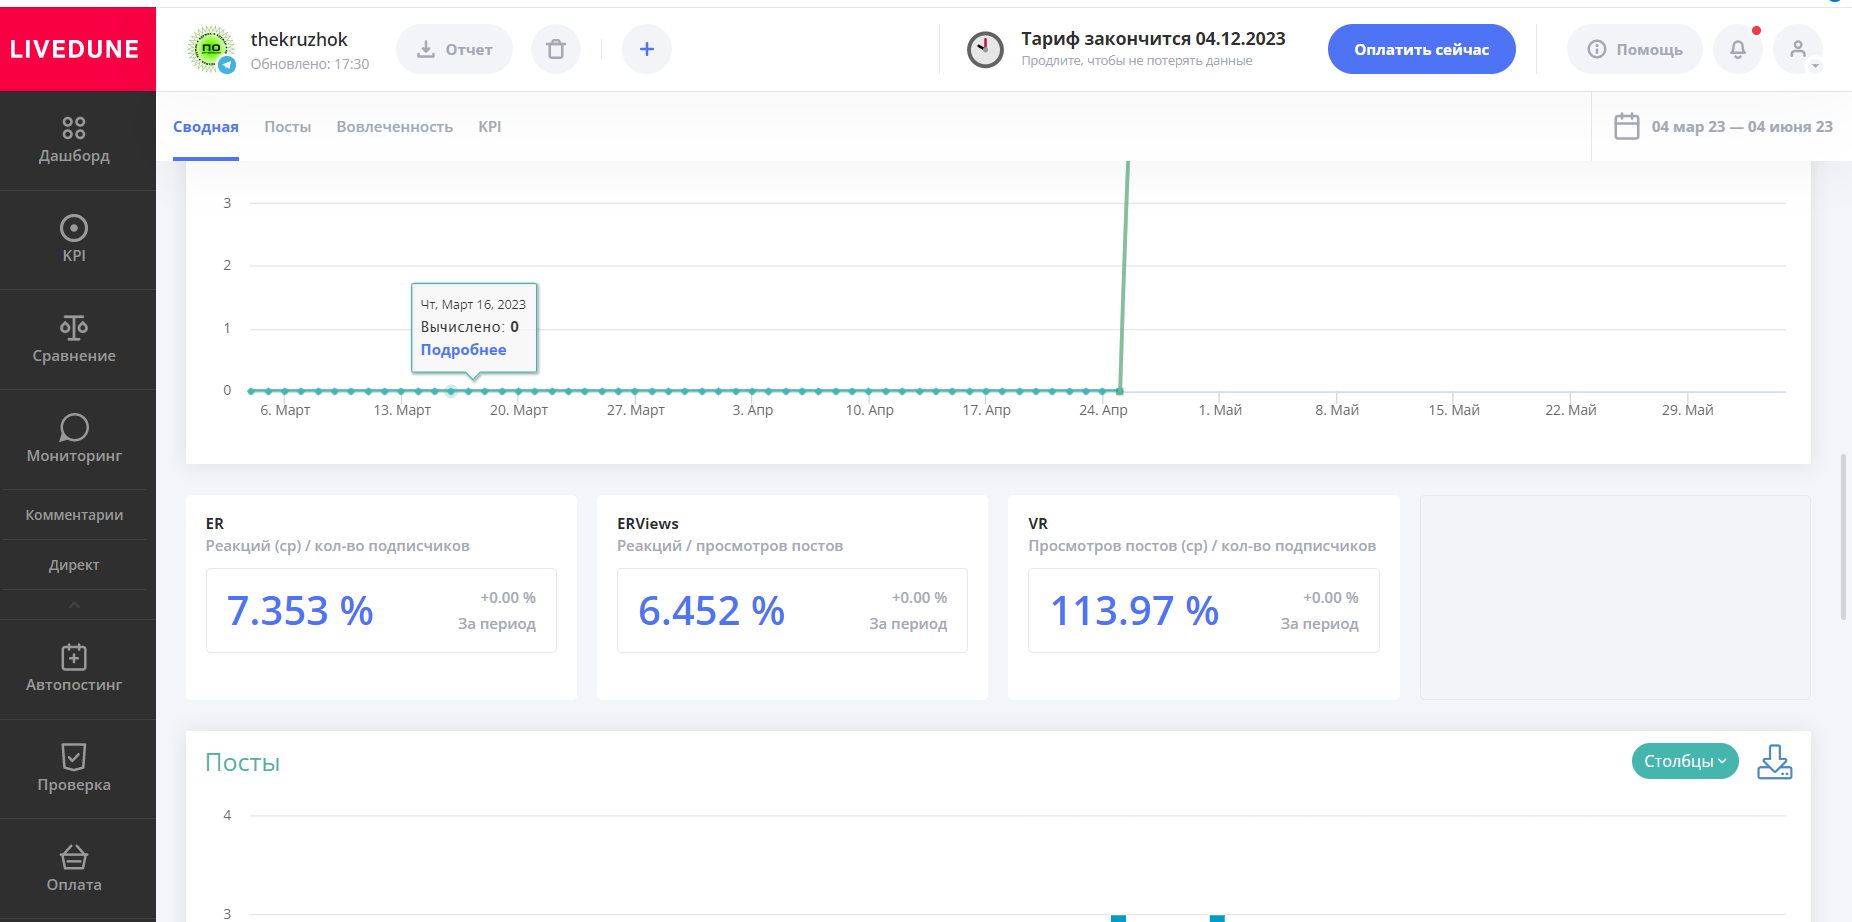 LIVEDUNE
ПО
thekruzhok
Обновлено: 17:30
Отчет
Тариф закончится 04.12.2023
Продлите, чтобы не потерять данные
Оплатить сейчас
Помощь
Дашборд
KPI
Сравнение
Мониторинг
Комментарии
Директ
Автопостинг
Проверка
Оплата
Сводная
Посты
Вовлеченность
KPI
04 мар 23 — 04 июня 23
3
2
1
0
Чт, Март 16, 2023
Вычислено: 0
Подробнее
6. Март
13. Март
20. Март
27. Март
3. Апр
10. Апр
17. Апр
24. Апр
1. Май
8. Май
15. Май
22. Май
29. Май
ER
Реакций (ср) / кол-во подписчиков
7.353 %
+0.00 %
За период
ERViews
Реакций / просмотров постов
6.452 %
+0.00 %
За период
VR
Просмотров постов (ср) / кол-во подписчиков
113.97 %
+0.00 %
За период
Посты
Столбцы
4
3